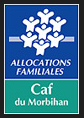 ALLOCATIONS
FAMILIALES
Caf
du Morbihan